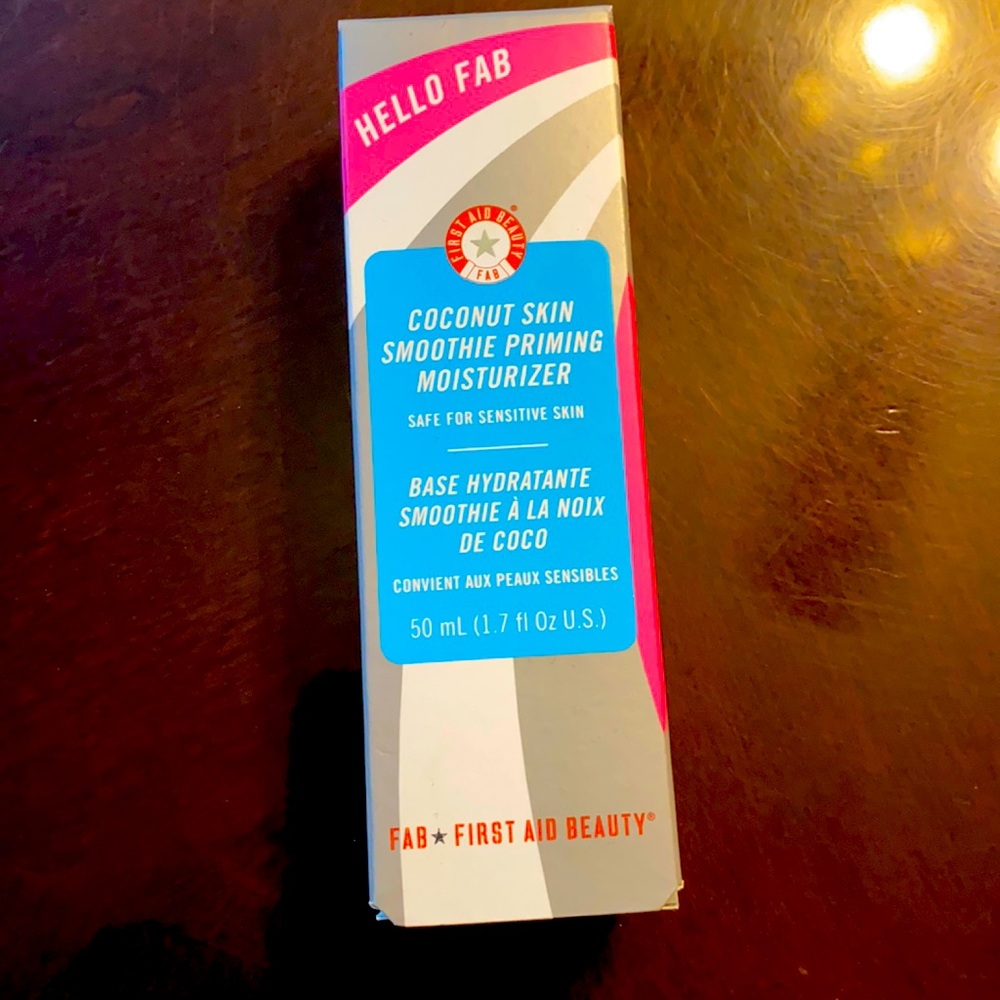 HELLO FAB
FIRST AID BEAUTY®
FAB
COCONUT SKIN
SMOOTHIE PRIMING
MOISTURIZER
SAFE FOR SENSITIVE SKIN
BASE HYDRATANTE
SMOOTHIE À LA NOIX
DE COCO
CONVIENT AUX PEAUX SENSIBLES
50 mL (1.7 fl Oz U.S.)
FAB★FIRST AID BEAUTY®